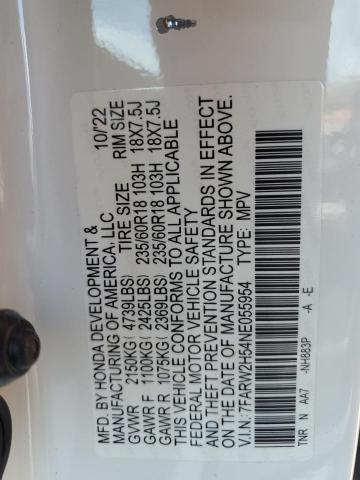 MFD. BY HONDA DEVELOPMENT & 10/'22
MANUFACTURING OF AMERICA, LLC
TIRE SIZE RIM SIZE
GVWR 2150KG ( 4739LBS)
GAWR F 1100KG ( 2425LBS) 235/60R18 103H 18X7.5J
GAWR R 1075KG ( 2369LBS) 235/60R18 103H 18X7.5J
THIS VEHICLE CONFORMS TO ALL APPLICABLE
FEDERAL MOTOR VEHICLE SAFETY
AND THEFT PREVENTION STANDARDS IN EFFECT
ON THE DATE OF MANUFACTURE SHOWN ABOVE.
V.I.N.: 7FARW2H54NE055954 TYPE: MPV
TNR N AA7 -NH883P -A -E